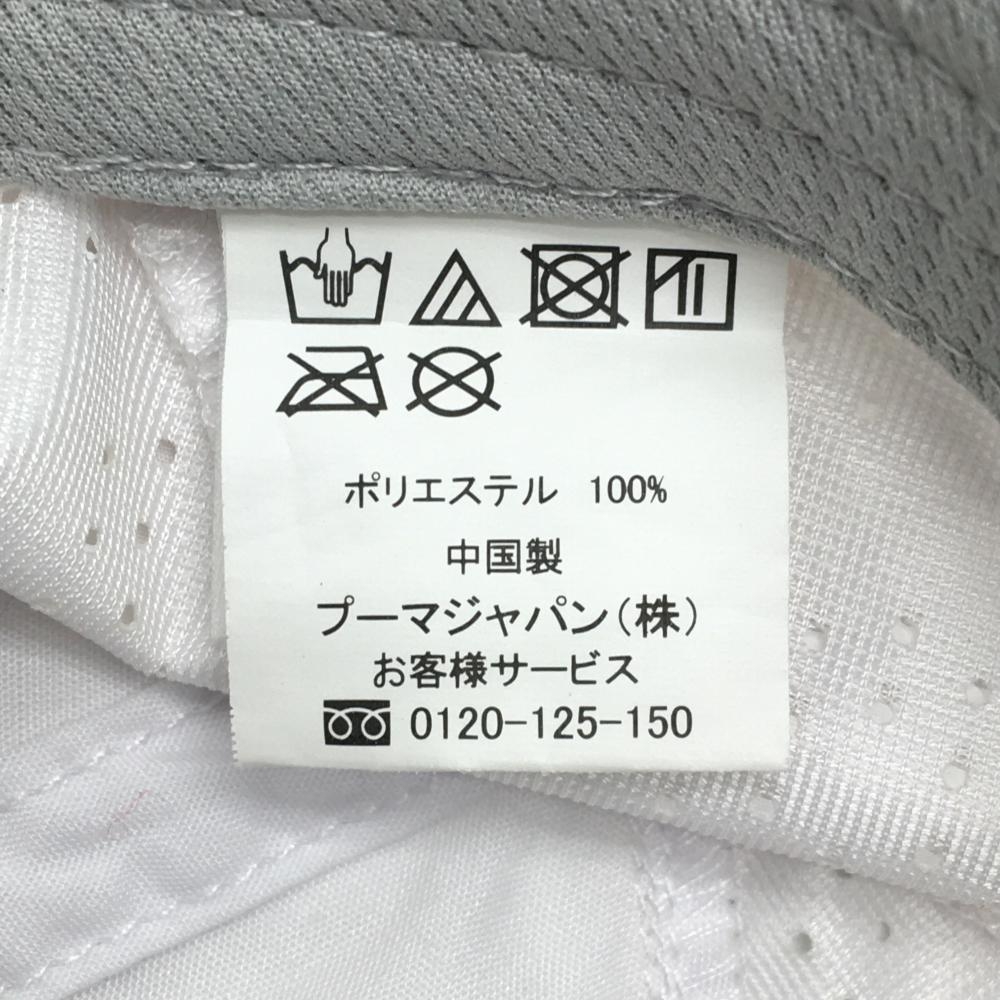 ポリエステル 100%
中国製
プーマジャパン(株)
お客様サービス
0120-125-150